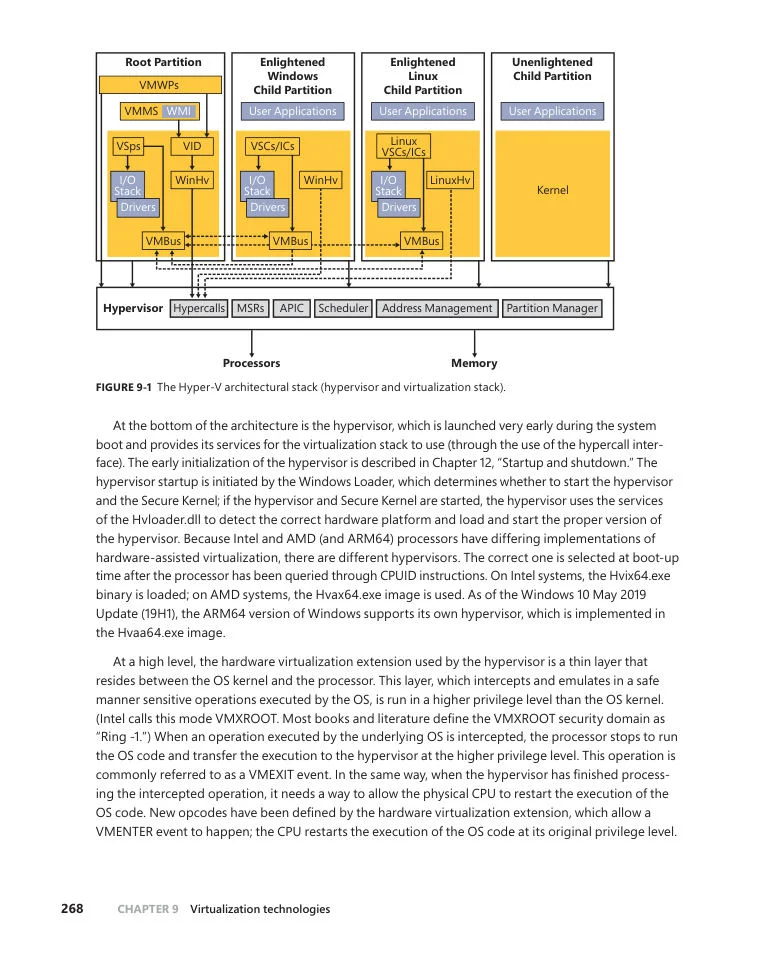 Root Partition
Enlightened
Windows
Child Partition
Enlightened
Linux
Child Partition
Unenlightened
Child Partition
VMWPs
VMMS WMI
User Applications
User Applications
User Applications
VSps
VID
VSCs/ICs
Linux
VSCs/ICs
I/O
Stack
Drivers
WinHv
I/O
Stack
Drivers
WinHv
I/O
Stack
Drivers
LinuxHv
Kernel
VMBus
VMBus
VMBus
Hypervisor Hypercalls MSRs APIC Scheduler Address Management Partition Manager
Processors
Memory
FIGURE 9-1 The Hyper-V architectural stack (hypervisor and virtualization stack).
At the bottom of the architecture is the hypervisor, which is launched very early during the system
boot and provides its services for the virtualization stack to use (through the use of the hypercall inter-
face). The early initialization of the hypervisor is described in Chapter 12, “Startup and shutdown.” The
hypervisor startup is initiated by the Windows Loader, which determines whether to start the hypervisor
and the Secure Kernel; if the hypervisor and Secure Kernel are started, the hypervisor uses the services
of the Hvloader.dll to detect the correct hardware platform and load and start the proper version of
the hypervisor. Because Intel and AMD (and ARM64) processors have differing implementations of
hardware-assisted virtualization, there are different hypervisors. The correct one is selected at boot-up
time after the processor has been queried through CPUID instructions. On Intel systems, the Hvix64.exe
binary is loaded; on AMD systems, the Hvax64.exe image is used. As of the Windows 10 May 2019
Update (19H1), the ARM64 version of Windows supports its own hypervisor, which is implemented in
the Hvaa64.exe image.
At a high level, the hardware virtualization extension used by the hypervisor is a thin layer that
resides between the OS kernel and the processor. This layer, which intercepts and emulates in a safe
manner sensitive operations executed by the OS, is run in a higher privilege level than the OS kernel.
(Intel calls this mode VMXROOT. Most books and literature define the VMXROOT security domain as
“Ring -1.”) When an operation executed by the underlying OS is intercepted, the processor stops to run
the OS code and transfer the execution to the hypervisor at the higher privilege level. This operation is
commonly referred to as a VMEXIT event. In the same way, when the hypervisor has finished process-
ing the intercepted operation, it needs a way to allow the physical CPU to restart the execution of the
OS code. New opcodes have been defined by the hardware virtualization extension, which allow a
VMENTER event to happen; the CPU restarts the execution of the OS code at its original privilege level.
268 CHAPTER 9 Virtualization technologies